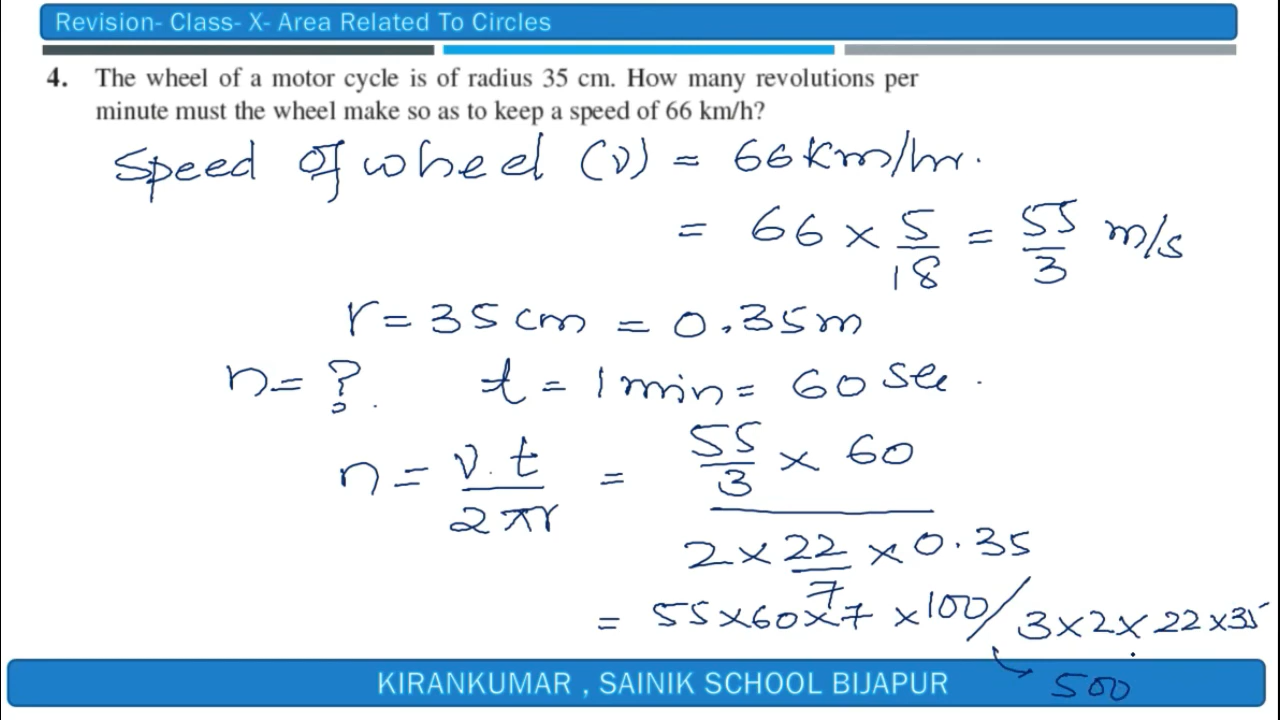 Revision- Class- X- Area Related To Circles
4. The wheel of a motor cycle is of radius 35 cm. How many revolutions per
minute must the wheel make so as to keep a speed of 66 km/h?
Speed of wheel (v) = 66 Km/hr.
= 66 × 5/18 = 55/3 m/s
r = 35 cm = 0.35m
n = ? t = 1 min = 60 sec.
n = v.t/2πr = 55/3 × 60 / 2 × 22/7 × 0.35
= 55×60×7×100/3×2×22×35
500
KIRANKUMAR , SAINIK SCHOOL BIJAPUR